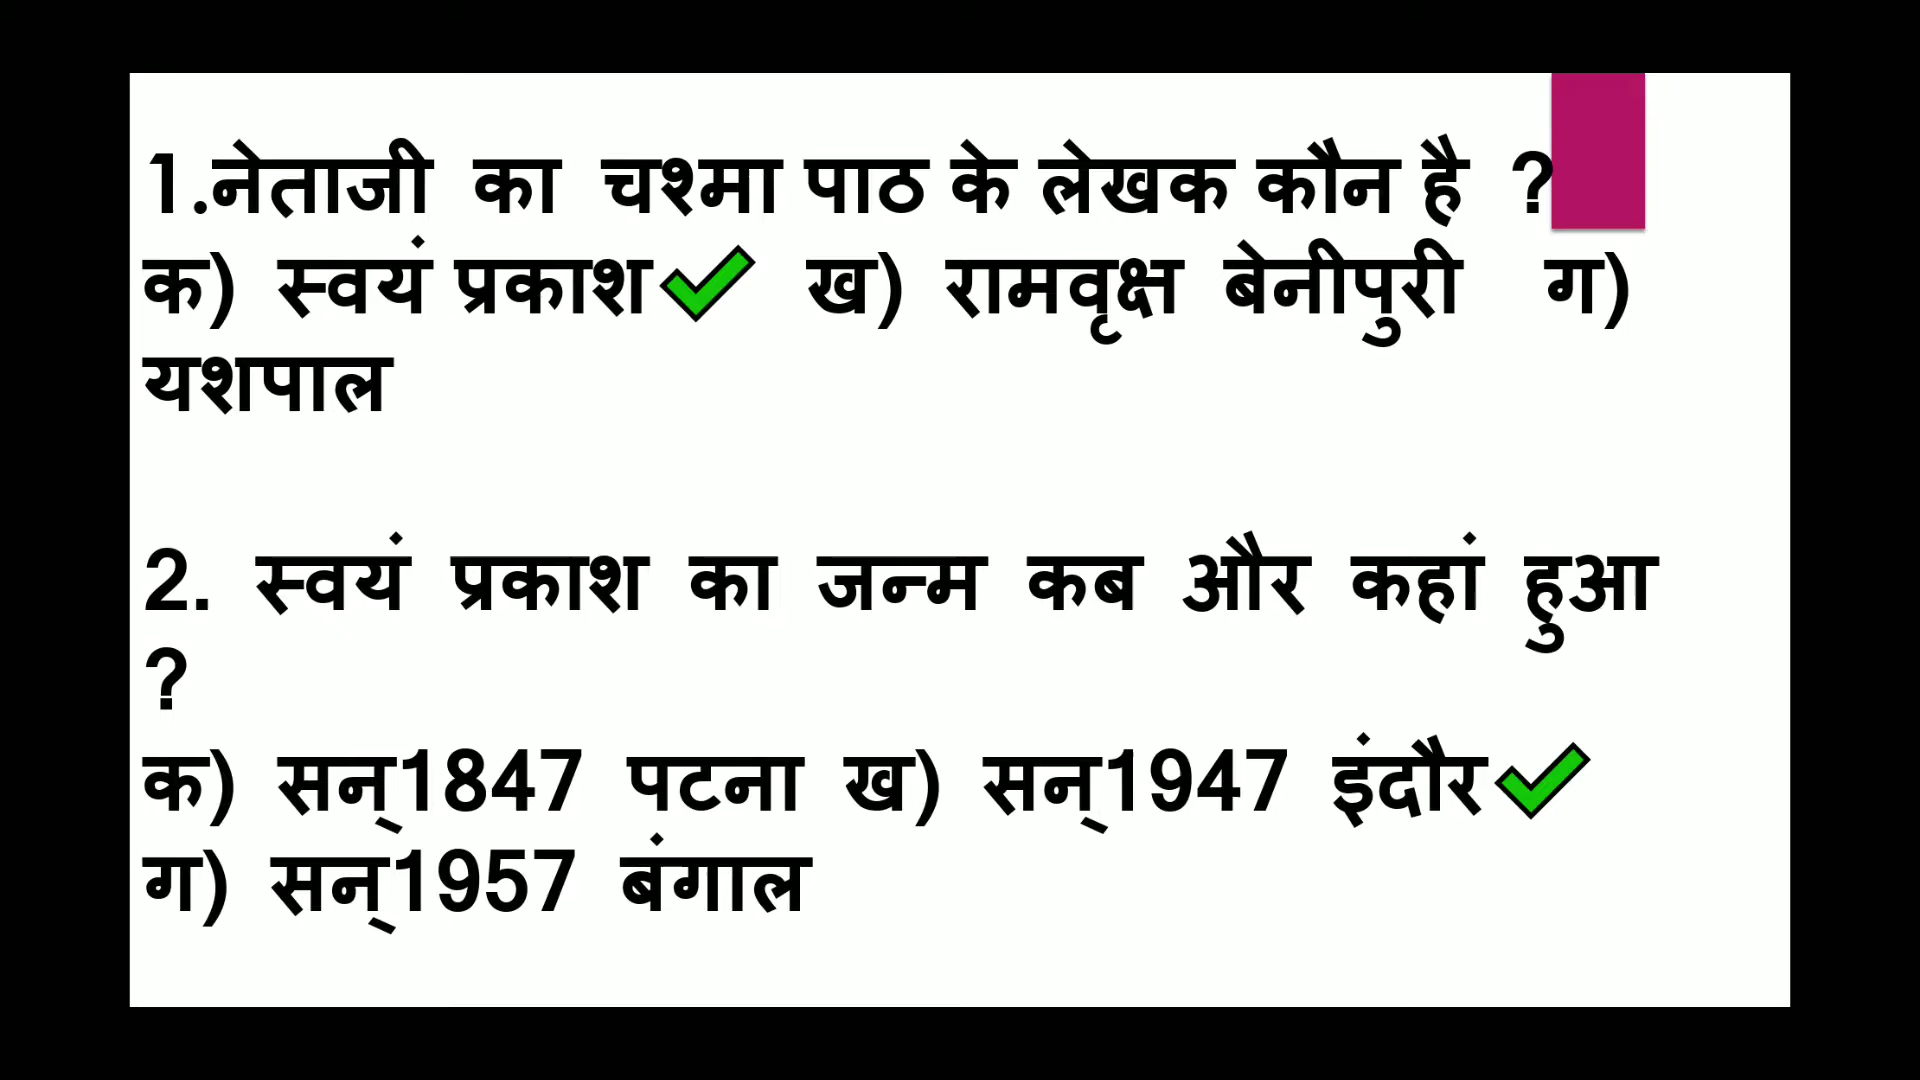 1.नेताजी का चश्मा पाठ के लेखक कौन है ?
क) स्वयं प्रकाश✔ ख) रामवृक्ष बेनीपुरी ग)
यशपाल
2. स्वयं प्रकाश का जन्म कब और कहां हुआ
?
क) सन्1847 पटना ख) सन्1947 इंदौर✔
ग) सन्1957 बंगाल